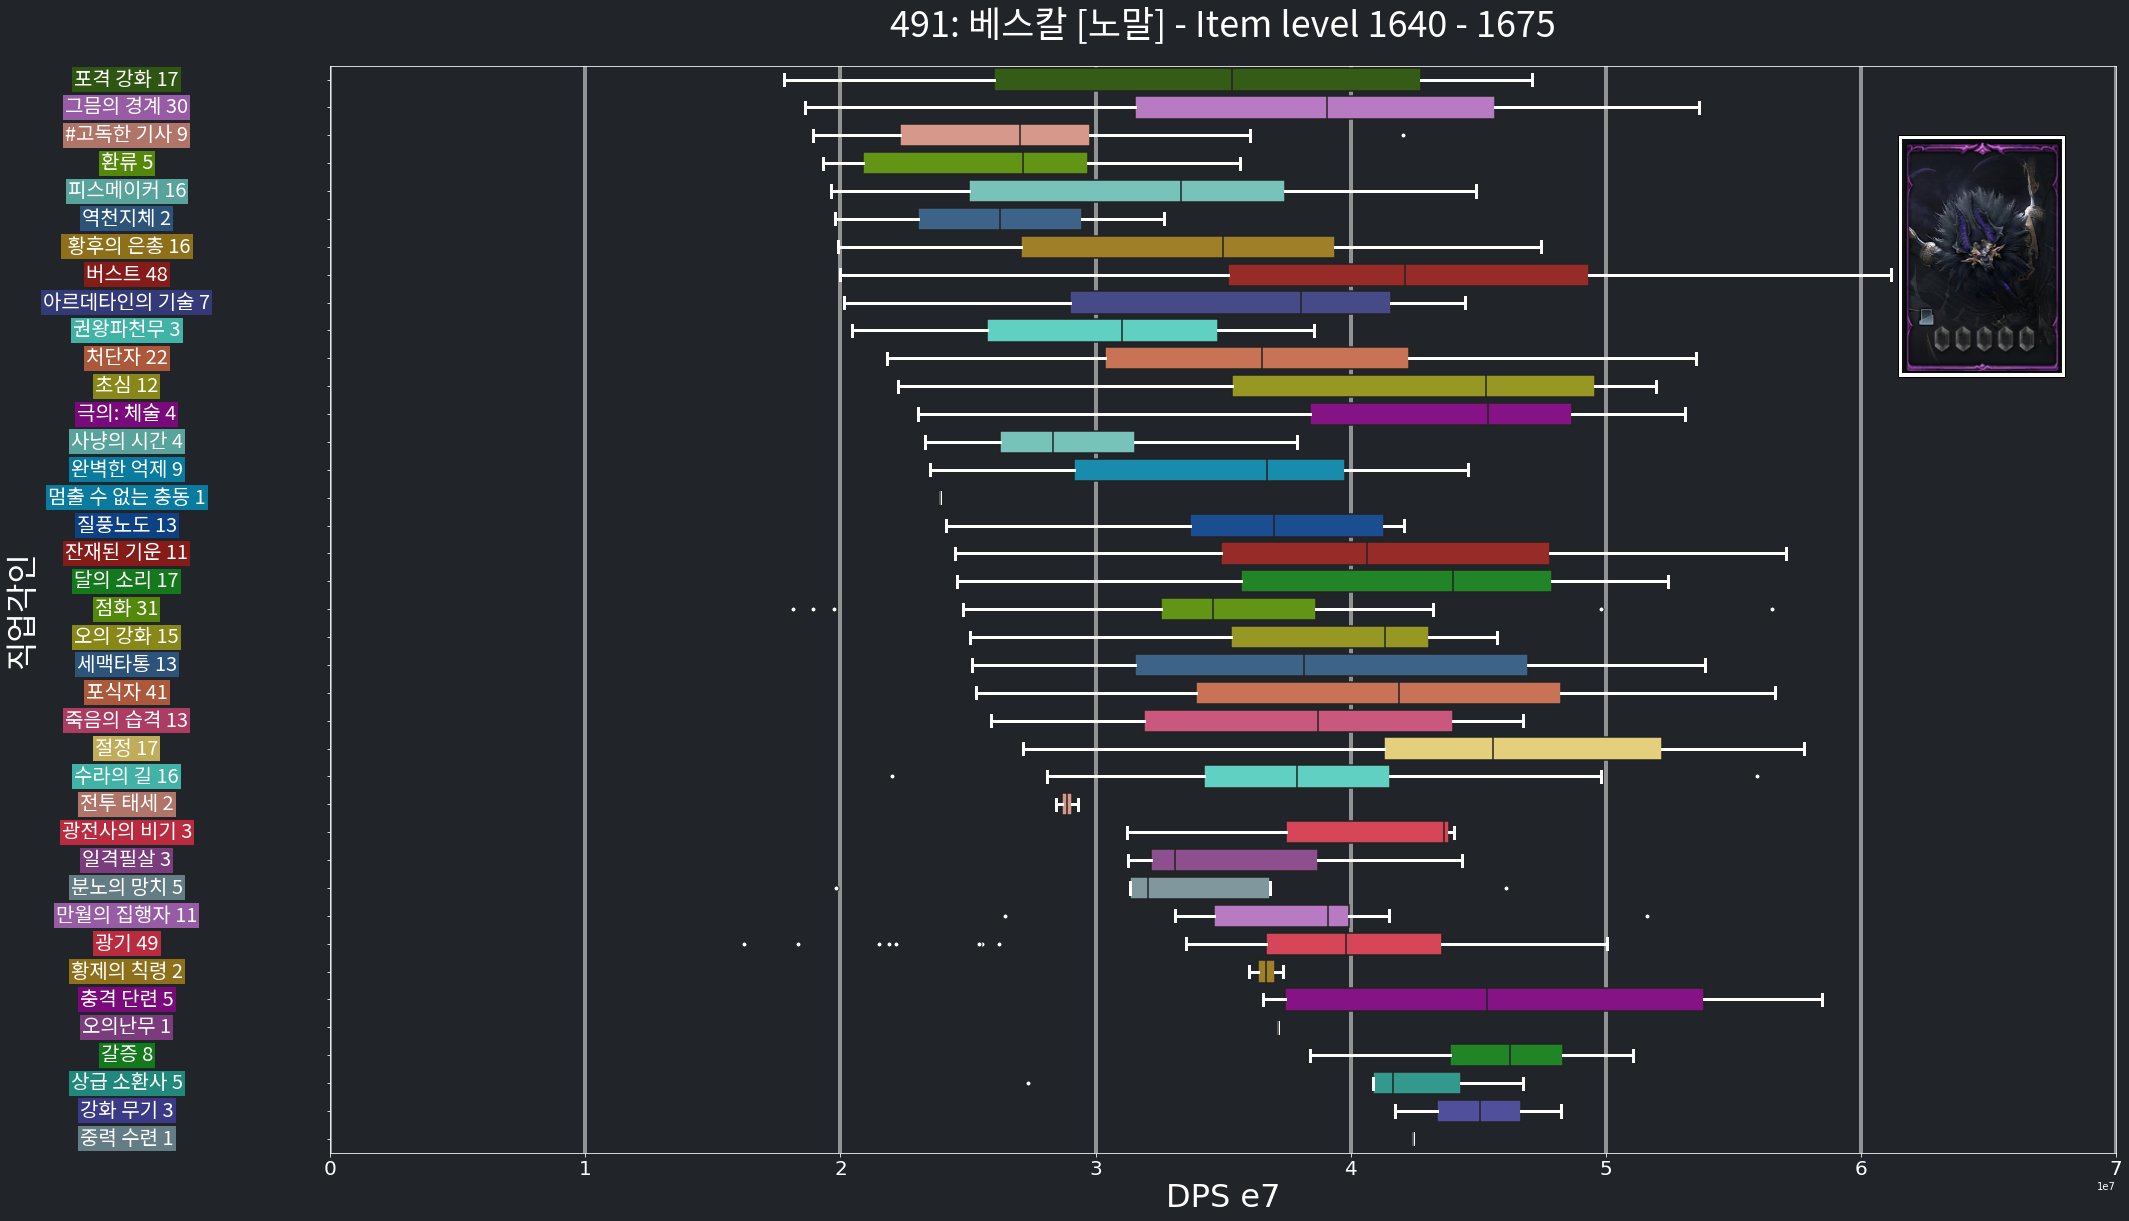 491: 베스칼 [노말] - Item level 1640 - 1675
직업각인
포격 강화 17
그믐의 경계 30
#고독한 기사 9
환류 5
피스메이커 16
역천지체 2
황후의 은총 16
버스트 48
아르데타인의 기술 7
권왕파천무 3
처단자 22
초심 12
극의: 체술 4
사냥의 시간 4
완벽한 억제 9
멈출 수 없는 충동 1
질풍노도 13
잔재된 기운 11
달의 소리 17
점화 31
오의 강화 15
세맥타통 13
포식자 41
죽음의 습격 13
절정 17
수라의 길 16
전투 태세 2
광전사의 비기 3
일격필살 3
분노의 망치 5
만월의 집행자 11
광기 49
황제의 칙령 2
충격 단련 5
오의난무 1
갈증 8
상급 소환사 5
강화 무기 3
중력 수련 1
0 1 2 3 4 5 6 7
1e7
DPS e7